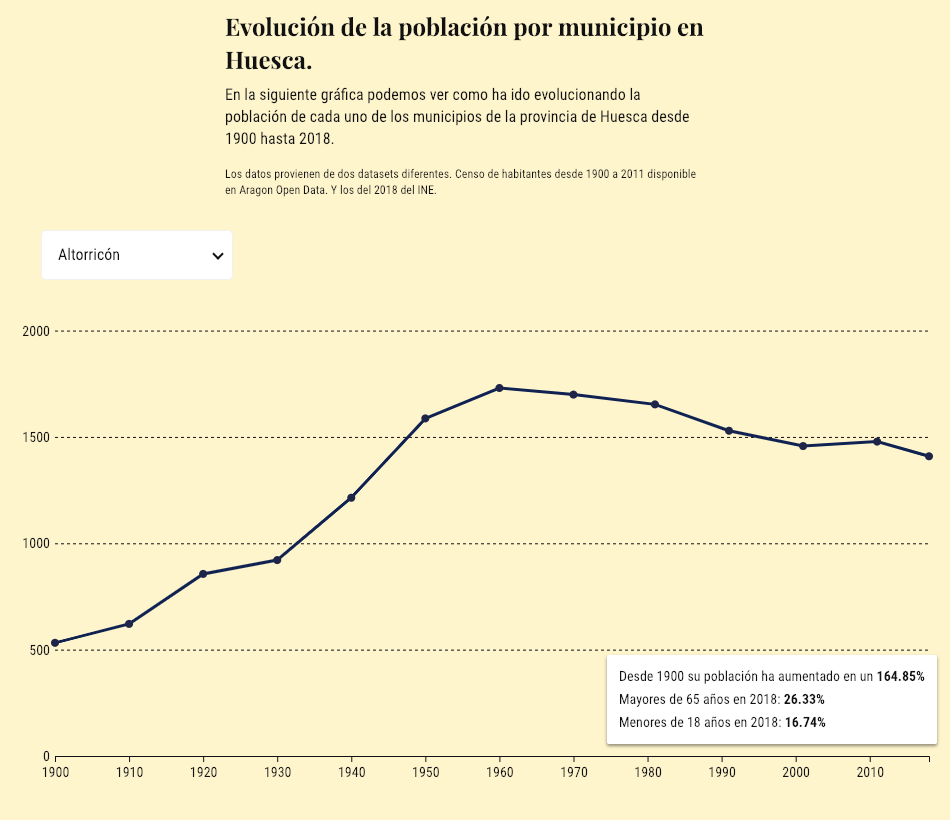 Evolución de la población por municipio en
Huesca.
En la siguiente gráfica podemos ver como ha ido evolucionando la
población de cada uno de los municipios de la provincia de Huesca desde
1900 hasta 2018.
Los datos provienen de dos datasets diferentes. Censo de habitantes desde 1900 a 2011 disponible
en Aragon Open Data. Y los del 2018 del INE.
Altorricón
2000
1500
1000
500
Desde 1900 su población ha aumentado en un 164.85%
Mayores de 65 años en 2018: 26.33%
Menores de 18 años en 2018: 16.74%
0
1900 1910 1920 1930 1940 1950 1960 1970 1980 1990 2000 2010